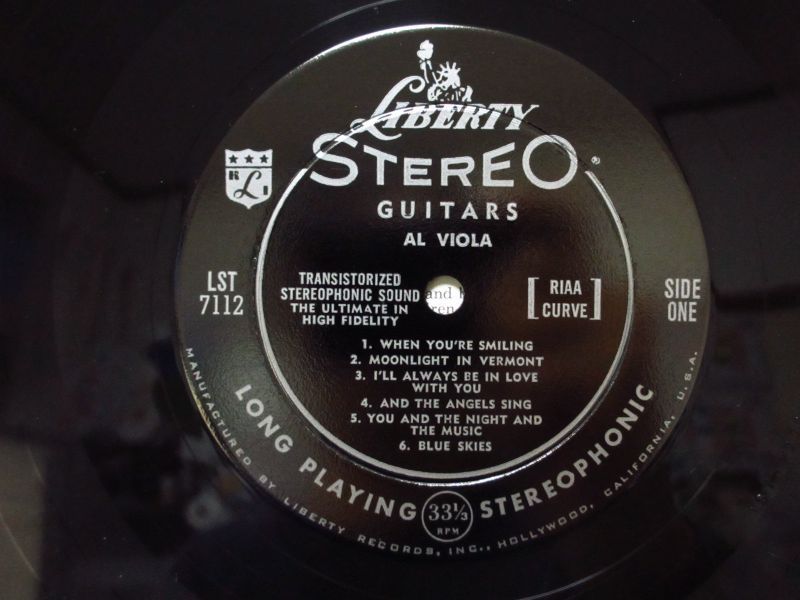 LIBERTY
STEREO®
GUITARS
AL VIOLA
LST
7112
TRANSISTORIZED
STEREOPHONIC SOUND
THE ULTIMATE IN
HIGH FIDELITY
and
[RIAA
CURVE]
SIDE
ONE
1. WHEN YOU'RE SMILING
2. MOONLIGHT IN VERMONT
3. I'LL ALWAYS BE IN LOVE
WITH YOU
4. AND THE ANGELS SING
5. YOU AND THE NIGHT AND
THE MUSIC
6. BLUE SKIES
LONG PLAYING 33⅓ RPM STEREOPHONIC
MANUFACTURED BY LIBERTY RECORDS, INC., HOLLYWOOD, CALIFORNIA, U.S.A.